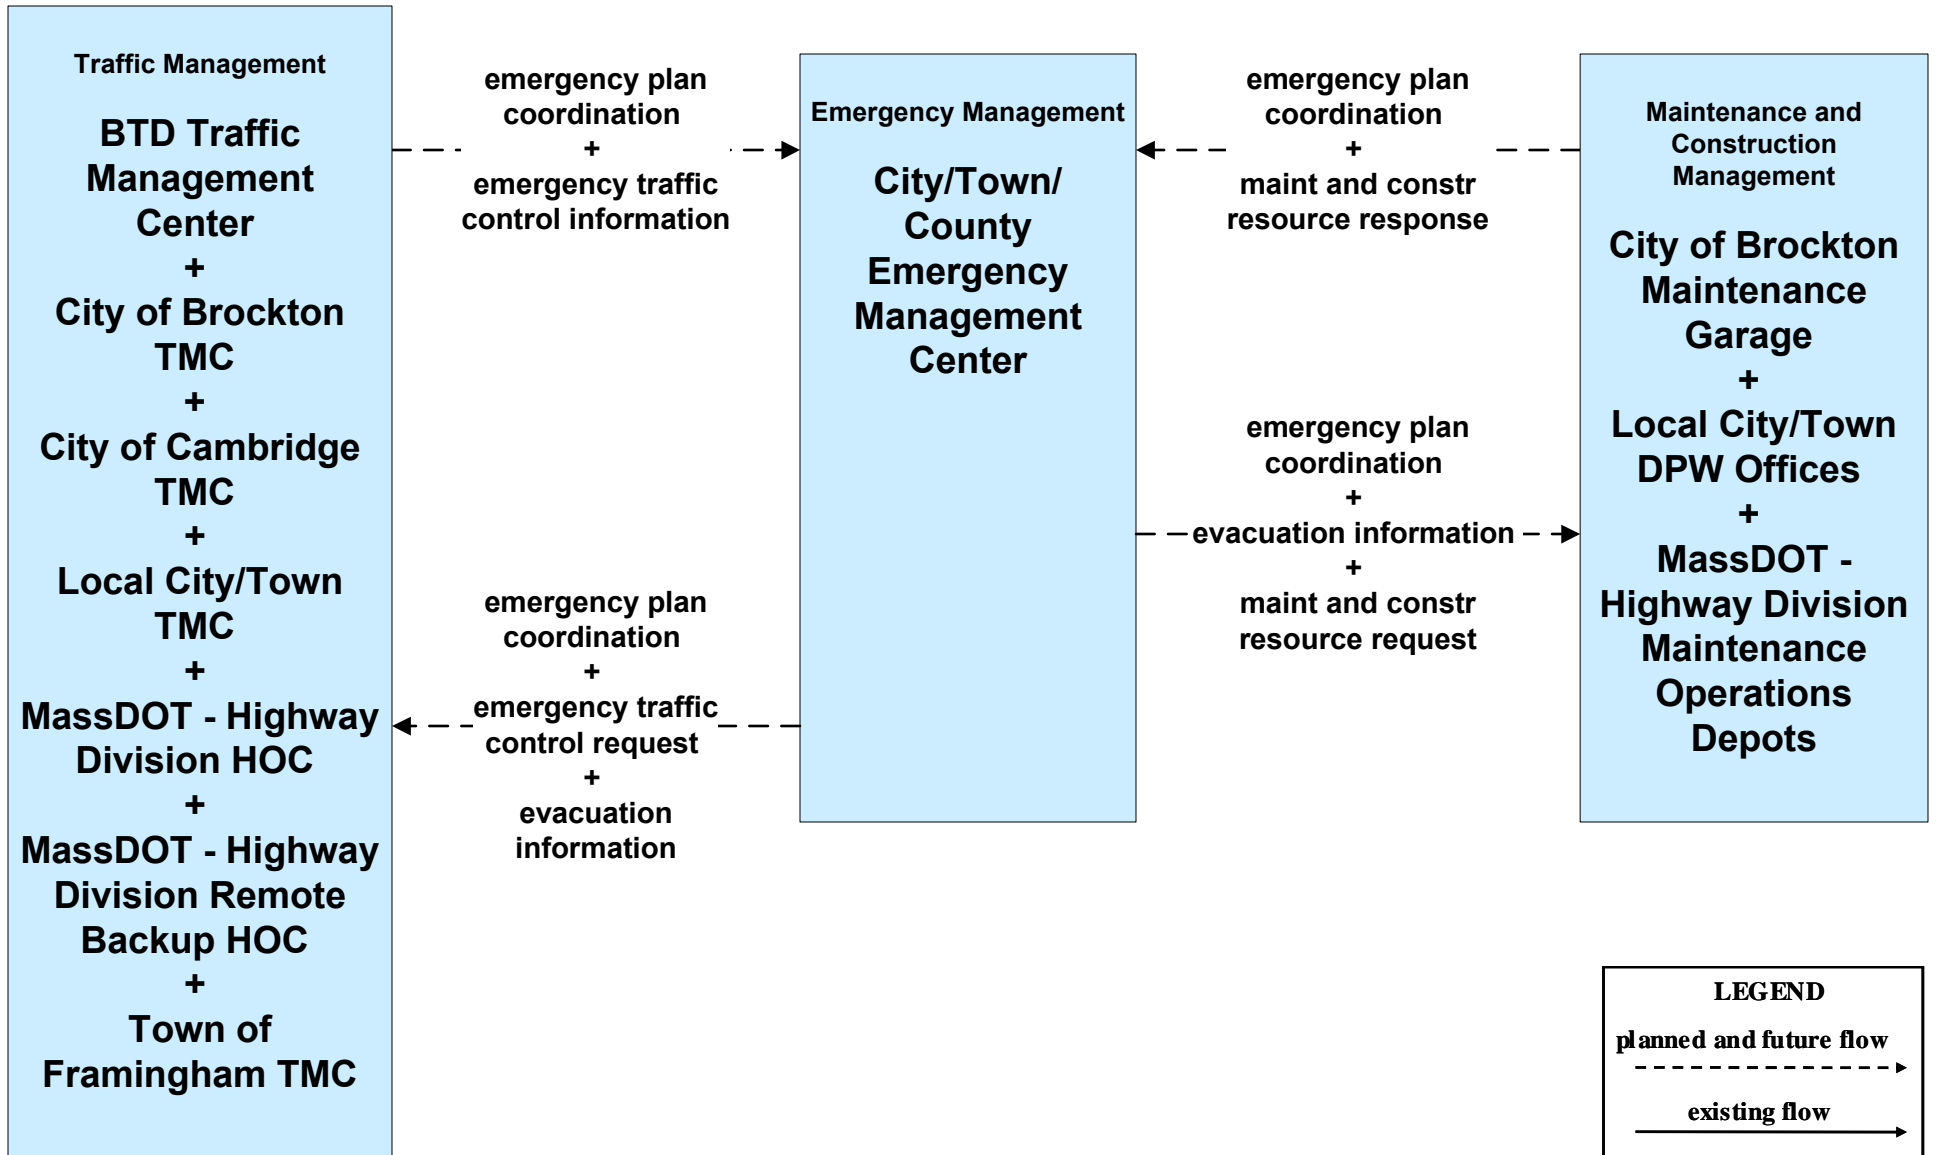 Traffic Management
BTD Traffic
Management
Center
+
City of Brockton
TMC
+
City of Cambridge
TMC
+
Local City/Town
TMC
+
MassDOT - Highway
Division HOC
+
MassDOT - Highway
Division Remote
Backup HOC
+
Town of
Framingham TMC
emergency plan
coordination
+
emergency traffic
control information
emergency plan
coordination
+
emergency traffic
control request
+
evacuation
information
Emergency Management
City/Town/
County
Emergency
Management
Center
emergency plan
coordination
+
maint and constr
resource response
emergency plan
coordination
+
evacuation information
+
maint and constr
resource request
Maintenance and
Construction
Management
City of Brockton
Maintenance
Garage
+
Local City/Town
DPW Offices
+
MassDOT -
Highway Division
Maintenance
Operations
Depots
LEGEND
planned and future flow
existing flow